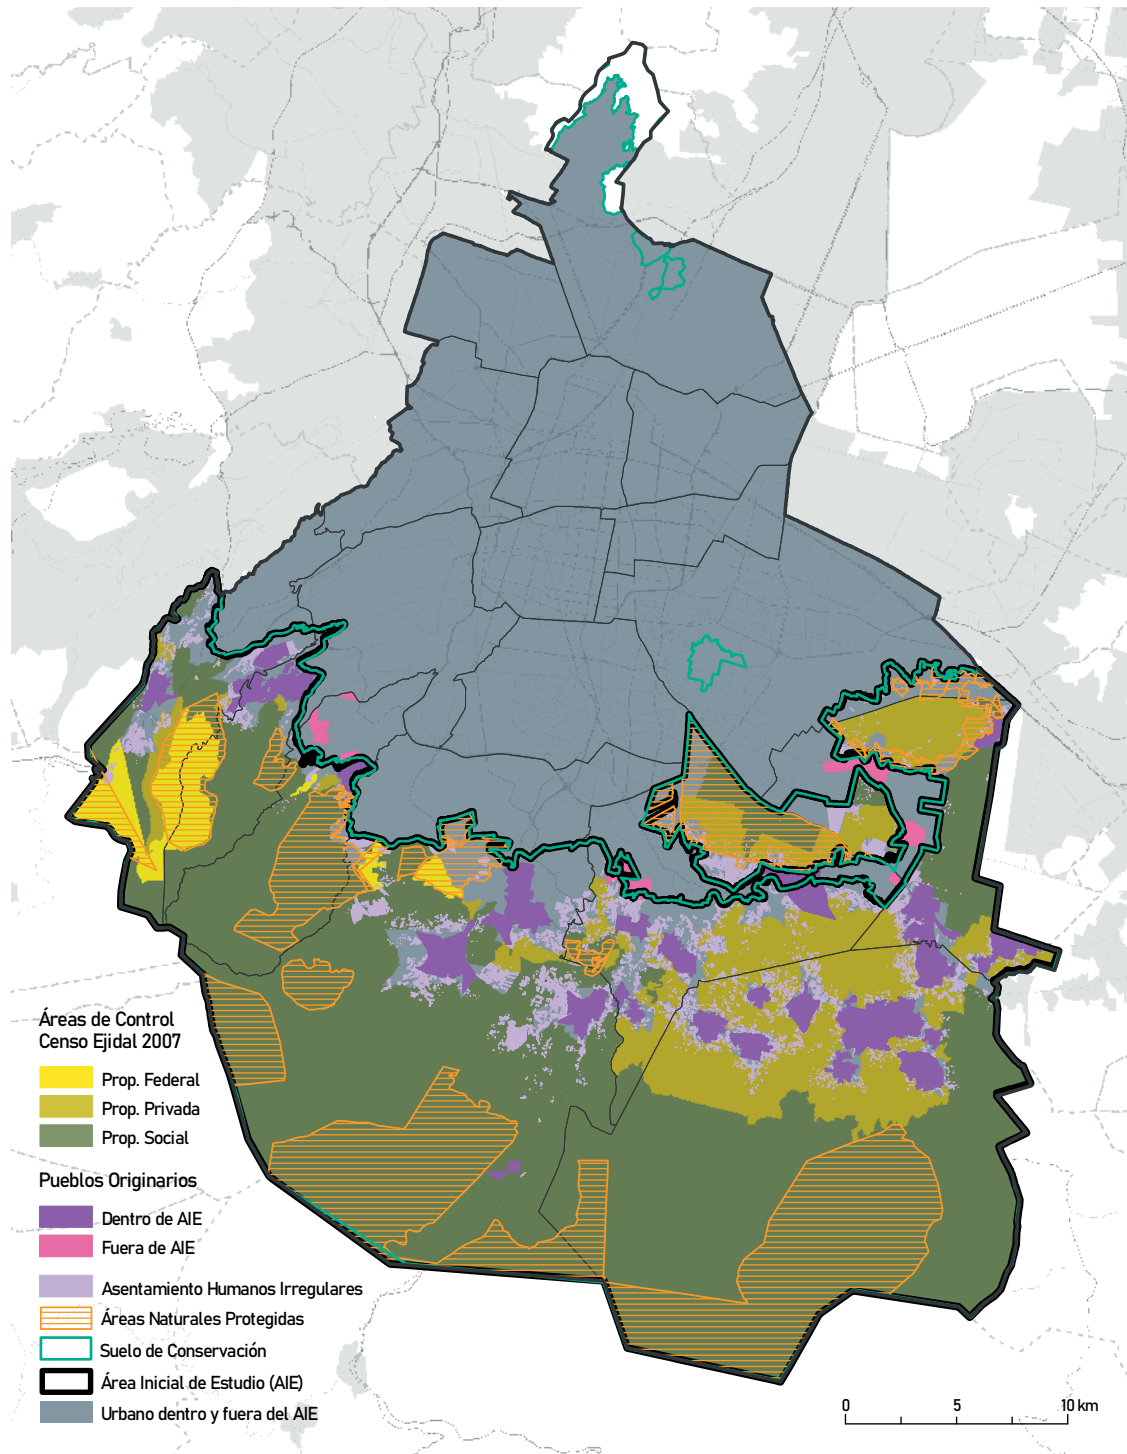 Áreas de Control
Censo Ejidal 2007
Prop. Federal
Prop. Privada
Prop. Social
Pueblos Originarios
Dentro de AIE
Fuera de AIE
Asentamiento Humanos Irregulares
Áreas Naturales Protegidas
Suelo de Conservación
Área Inicial de Estudio (AIE)
Urbano dentro y fuera del AIE
0 5 10 km